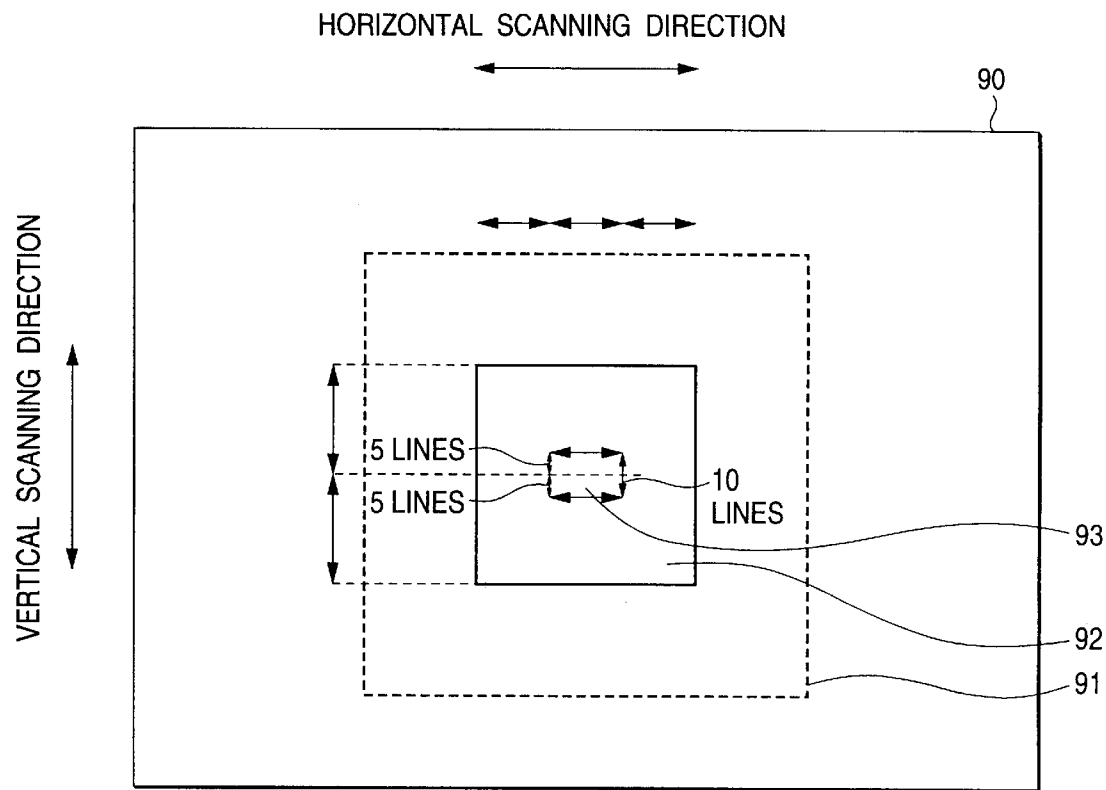 HORIZONTAL SCANNING DIRECTION
90
VERTICAL SCANNING DIRECTION
5 LINES
5 LINES
10
LINES
93
92
91